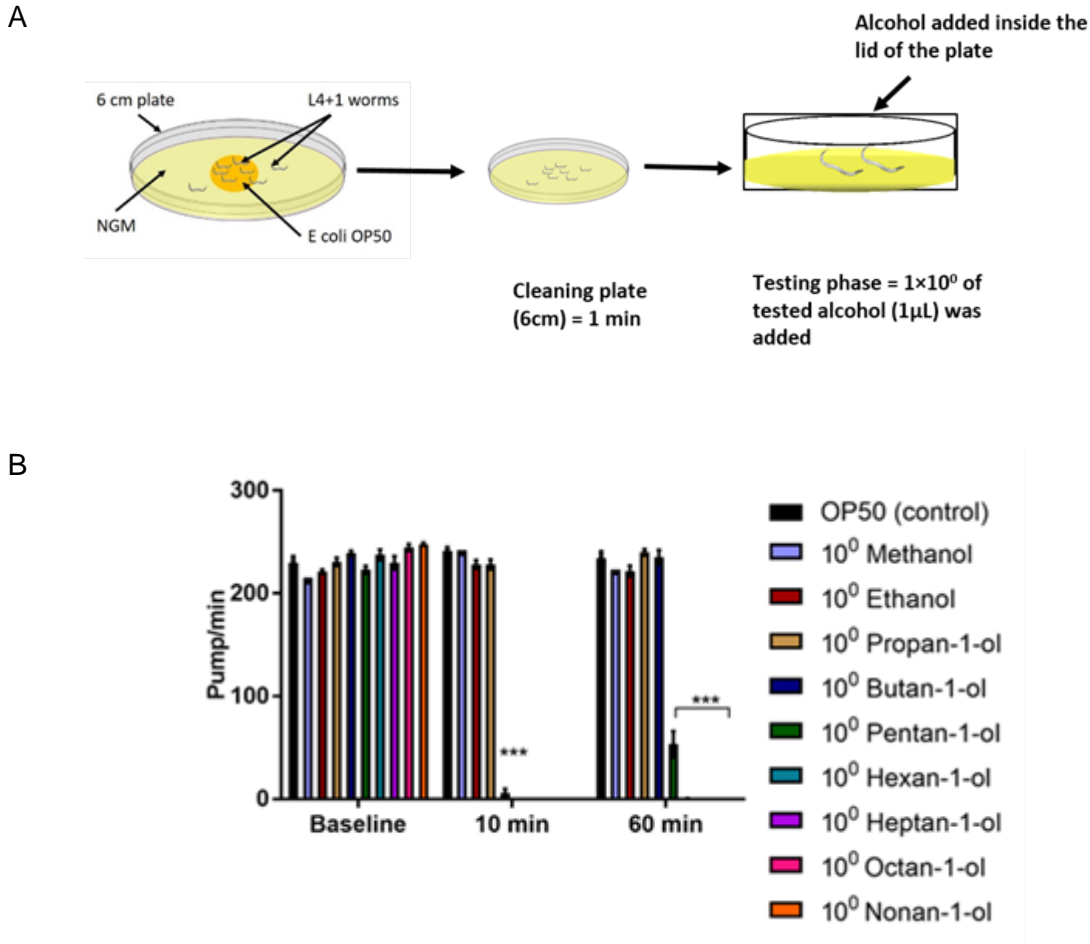 A
Alcohol added inside the
lid of the plate
6 cm plate
L4+1 worms
NGM
E coli OP50
Cleaning plate
(6cm) = 1 min
Testing phase = 1×10⁰ of
tested alcohol (1µL) was
added
B
Pump/min
300
200
100
0
***
***
Baseline
10 min
60 min
OP50 (control)
10⁰ Methanol
10⁰ Ethanol
10⁰ Propan-1-ol
10⁰ Butan-1-ol
10⁰ Pentan-1-ol
10⁰ Hexan-1-ol
10⁰ Heptan-1-ol
10⁰ Octan-1-ol
10⁰ Nonan-1-ol